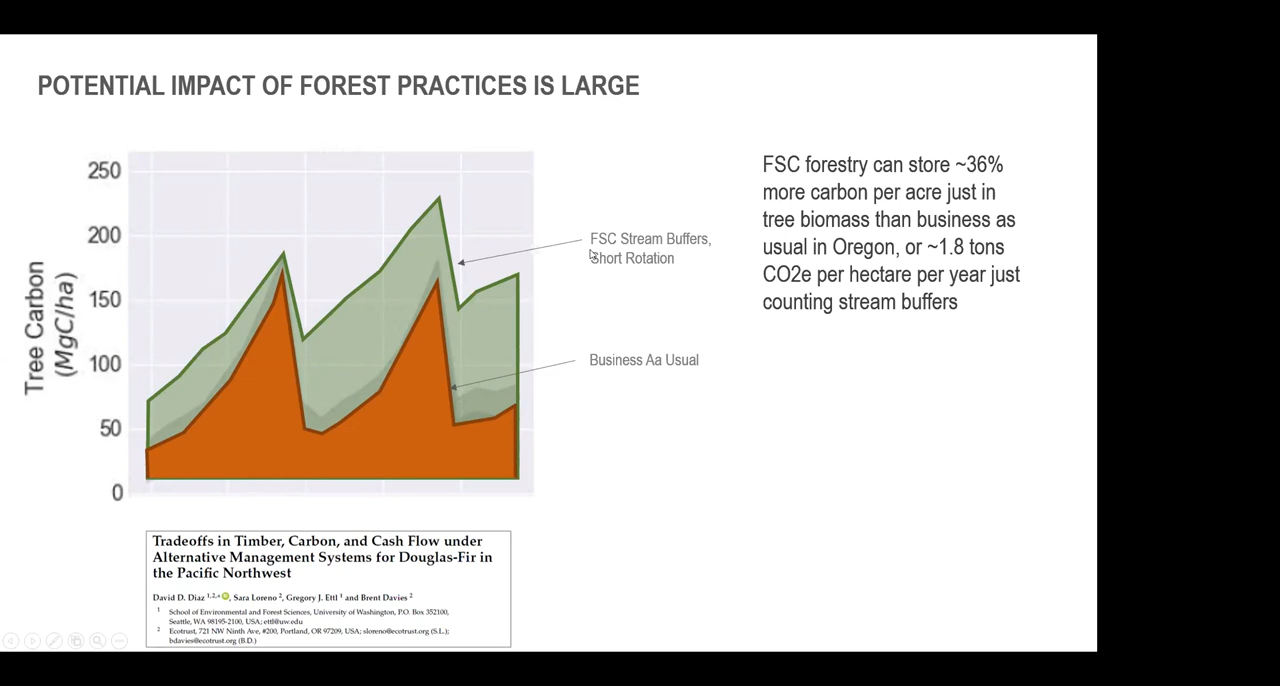 POTENTIAL IMPACT OF FOREST PRACTICES IS LARGE
250
200
150
100
50
0
Tree Carbon
(MgC/ha)
FSC Stream Buffers,
Short Rotation
Business Aa Usual
FSC forestry can store ~36%
more carbon per acre just in
tree biomass than business as
usual in Oregon, or ~1.8 tons
CO2e per hectare per year just
counting stream buffers
Tradeoffs in Timber, Carbon, and Cash Flow under
Alternative Management Systems for Douglas-Fir in
the Pacific Northwest
David D. Diaz 1,2,*, Sara Loreno 2, Gregory J. Ettl 1 and Brent Davies 2
1 School of Environmental and Forest Sciences, University of Washington, P.O. Box 352100,
Seattle, WA 98195-2100, USA; ettl@uw.edu
2 Ecotrust, 721 NW Ninth Ave, #200, Portland, OR 97209, USA; sloreno@ecotrust.org (S.L.);
bdavies@ecotrust.org (B.D.)